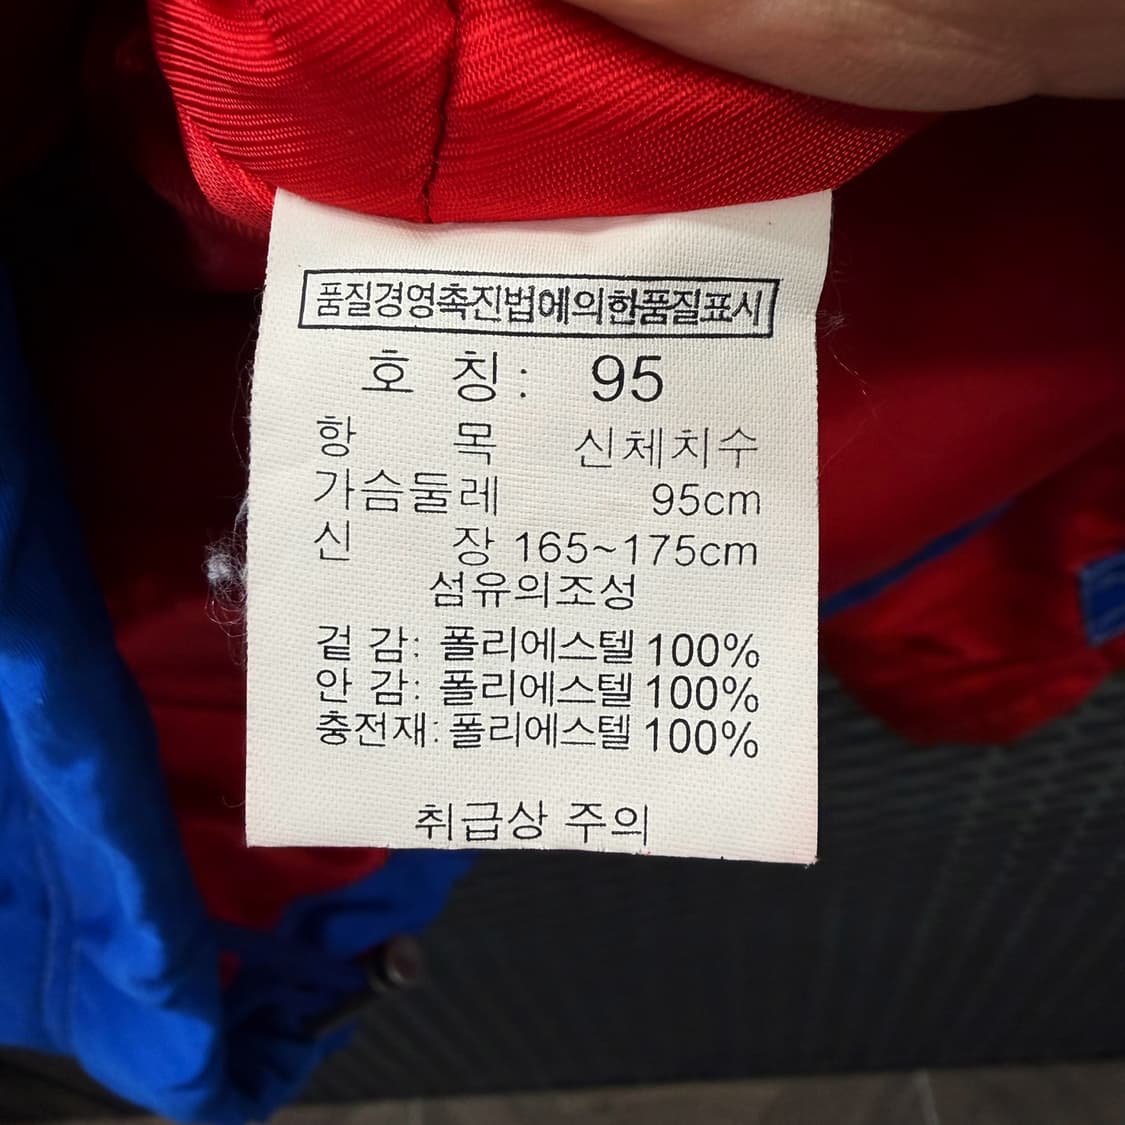 품질경영촉진법에의한품질표시
호 칭: 95
항 목 신체치수
가슴둘레 95cm
신 장 165~175cm
섬유의조성
겉 감: 폴리에스텔 100%
안 감: 폴리에스텔 100%
충전재: 폴리에스텔 100%
취급상 주의